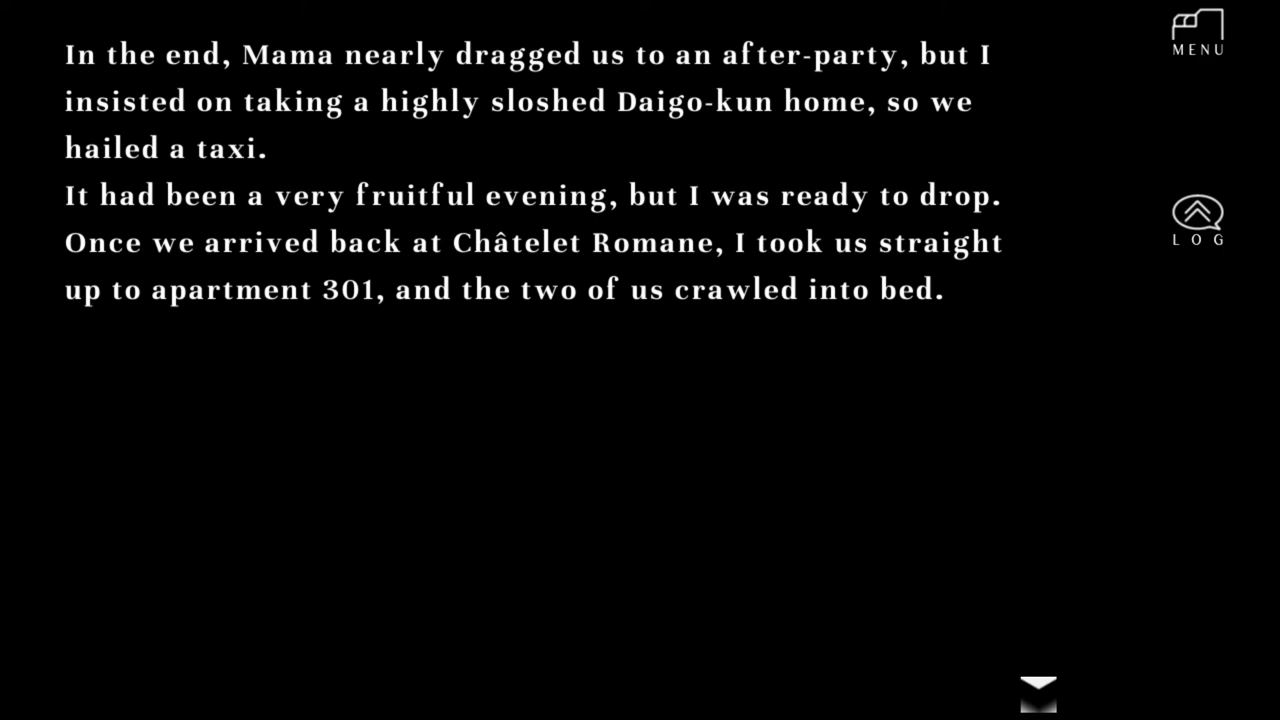 In the end, Mama nearly dragged us to an after-party, but I
insisted on taking a highly sloshed Daigo-kun home, so we
hailed a taxi.
It had been a very fruitful evening, but I was ready to drop.
Once we arrived back at Châtelet Romane, I took us straight
up to apartment 301, and the two of us crawled into bed.
MENU
LOG